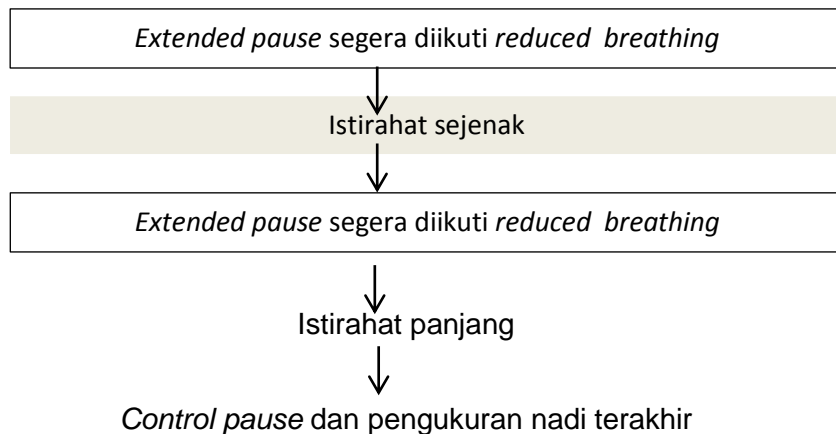 Extended pause segera diikuti reduced breathing
Istirahat sejenak
Extended pause segera diikuti reduced breathing
Istirahat panjang
Control pause dan pengukuran nadi terakhir